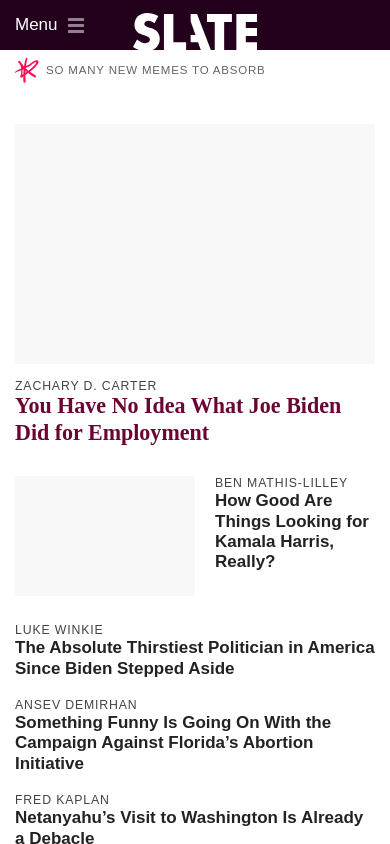 Menu
SLATE
SO MANY NEW MEMES TO ABSORB
ZACHARY D. CARTER
You Have No Idea What Joe Biden
Did for Employment
BEN MATHIS-LILLEY
How Good Are
Things Looking for
Kamala Harris,
Really?
LUKE WINKIE
The Absolute Thirstiest Politician in America
Since Biden Stepped Aside
ANSEV DEMIRHAN
Something Funny Is Going On With the
Campaign Against Florida’s Abortion
Initiative
FRED KAPLAN
Netanyahu’s Visit to Washington Is Already
a Debacle